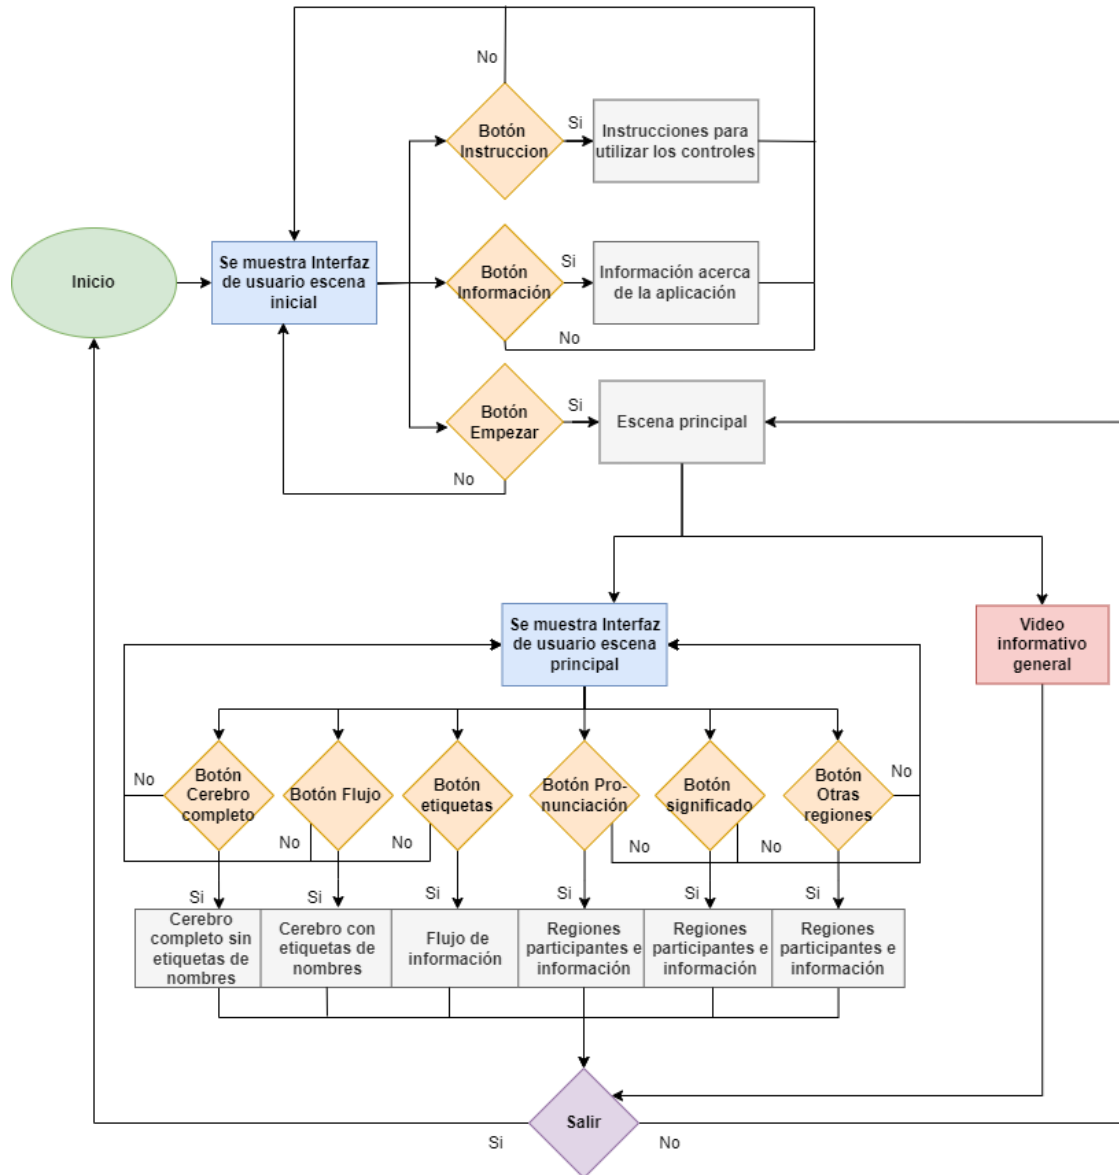 No
Botón
Instruccion
Si
Instrucciones para
utilizar los controles
Inicio
Se muestra Interfaz
de usuario escena
inicial
Botón
Información
Si
Información acerca
de la aplicación
No
Botón
Empezar
Si
Escena principal
No
Se muestra Interfaz
de usuario escena
principal
Video
informativo
general
No
Botón
Cerebro
completo
Botón Flujo
Botón
etiquetas
Botón Pro-
nunciación
Botón
significado
Botón
Otras
regiones
No
No
No
No
No
Si
Si
Si
Si
Si
Si
Cerebro
completo sin
etiquetas de
nombres
Cerebro con
etiquetas de
nombres
Flujo de
información
Regiones
participantes e
información
Regiones
participantes e
información
Regiones
participantes e
información
Salir
Si
No